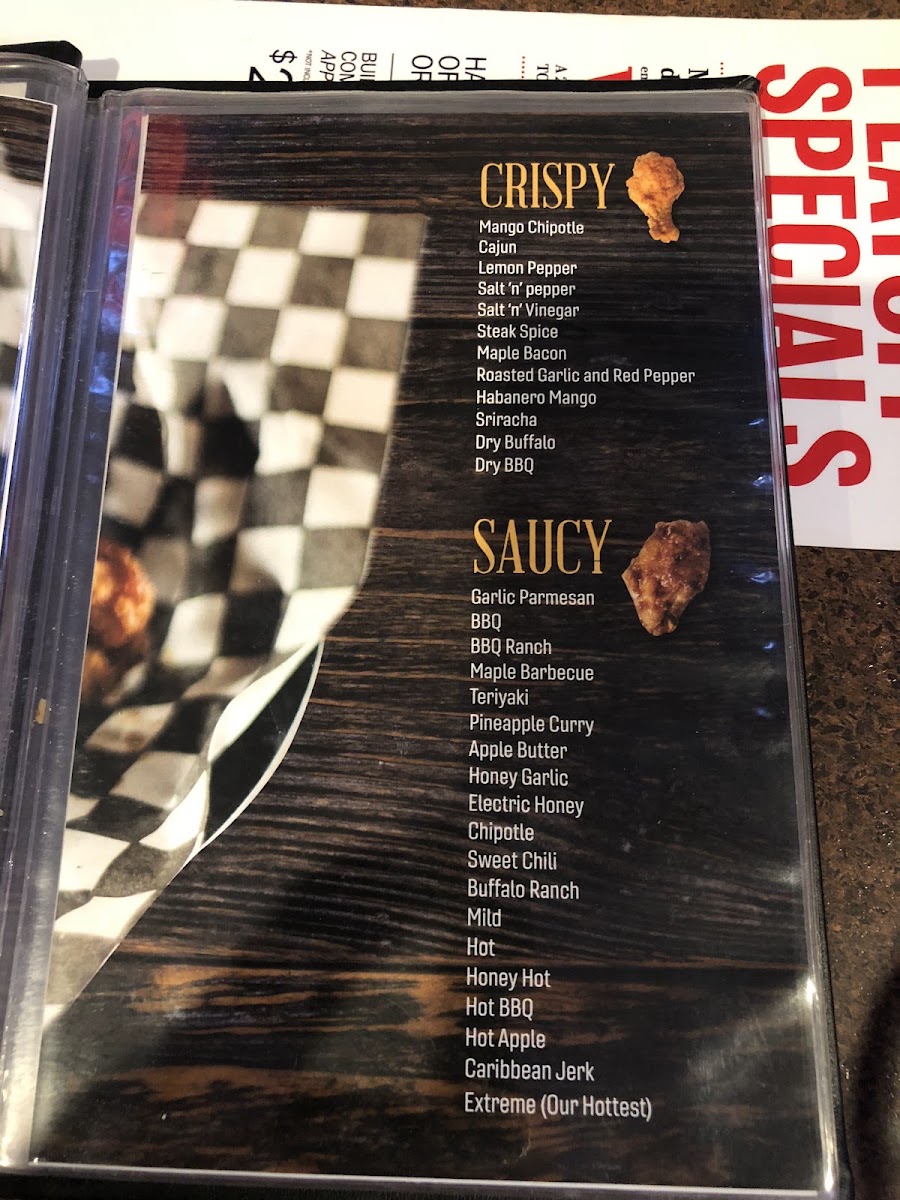 SPECIALS
CRISPY
Mango Chipotle
Cajun
Lemon Pepper
Salt 'n' pepper
Salt 'n' Vinegar
Steak Spice
Maple Bacon
Roasted Garlic and Red Pepper
Habanero Mango
Sriracha
Dry Buffalo
Dry BBQ
SAUCY
Garlic Parmesan
BBQ
BBQ Ranch
Maple Barbecue
Teriyaki
Pineapple Curry
Apple Butter
Honey Garlic
Electric Honey
Chipotle
Sweet Chili
Buffalo Ranch
Mild
Hot
Honey Hot
Hot BBQ
Hot Apple
Caribbean Jerk
Extreme (Our Hottest)